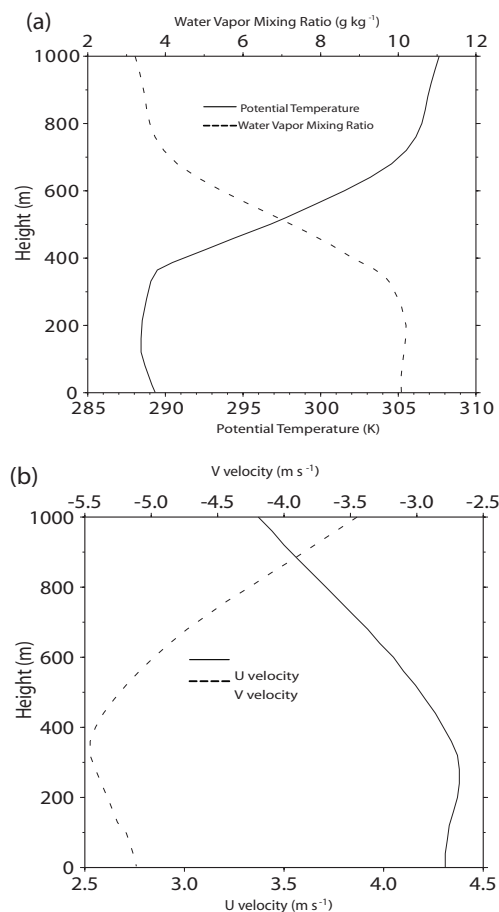 (a)
Water Vapor Mixing Ratio (g kg-1)
2 4 6 8 10 12
1000
800
600
400
200
0
Height (m)
Potential Temperature
Water Vapor Mixing Ratio
285 290 295 300 305 310
Potential Temperature (K)
(b)
V velocity (m s-1)
-5.5 -5.0 -4.5 -4.0 -3.5 -3.0 -2.5
1000
800
600
400
200
0
Height (m)
U velocity
V velocity
2.5 3.0 3.5 4.0 4.5
U velocity (m s-1)